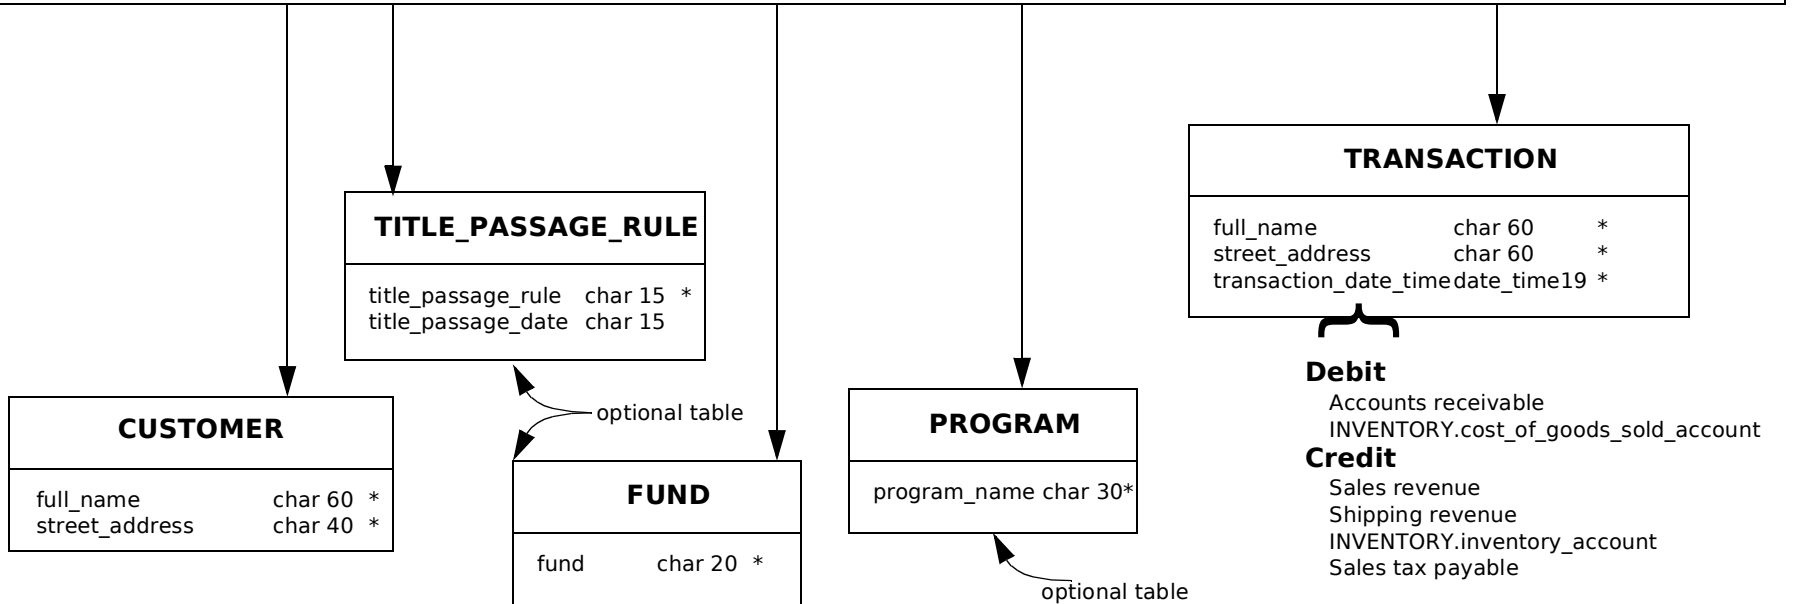 TRANSACTION
full_name char 60 *
street_address char 60 *
transaction_date_time date_time19 *
TITLE_PASSAGE_RULE
title_passage_rule char 15 *
title_passage_date char 15
optional table
CUSTOMER
full_name char 60 *
street_address char 40 *
FUND
fund char 20 *
PROGRAM
program_name char 30*
optional table
Debit
Accounts receivable
INVENTORY.cost_of_goods_sold_account
Credit
Sales revenue
Shipping revenue
INVENTORY.inventory_account
Sales tax payable